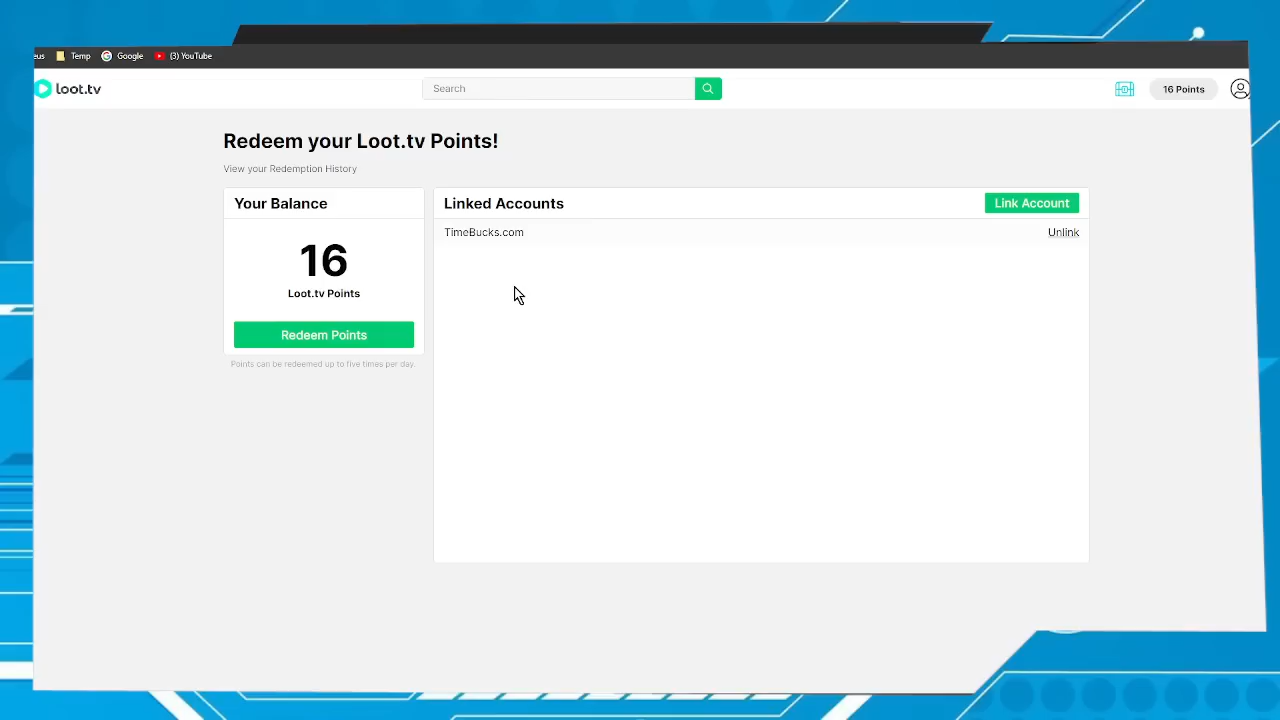 eus Temp Google (3) YouTube
loot.tv Search 16 Points
Redeem your Loot.tv Points!
View your Redemption History
Your Balance
16
Loot.tv Points
Redeem Points
Points can be redeemed up to five times per day.
Linked Accounts Link Account
TimeBucks.com Unlink